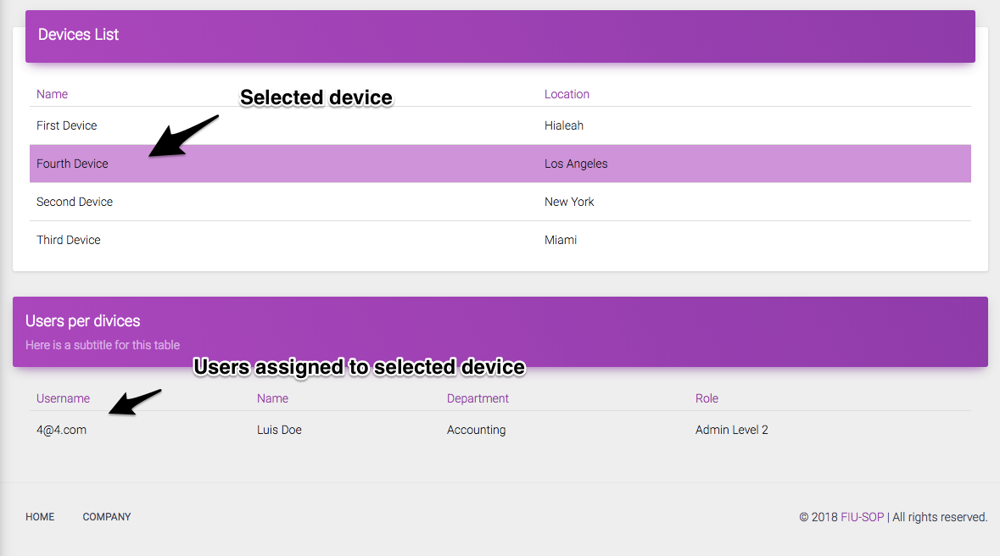 Devices List
Name Location
Selected device
First Device Hialeah
Fourth Device Los Angeles
Second Device New York
Third Device Miami
Users per divices
Here is a subtitle for this table
Users assigned to selected device
Username Name Department Role
4@4.com Luis Doe Accounting Admin Level 2
HOME COMPANY © 2018 FIU-SOP | All rights reserved.